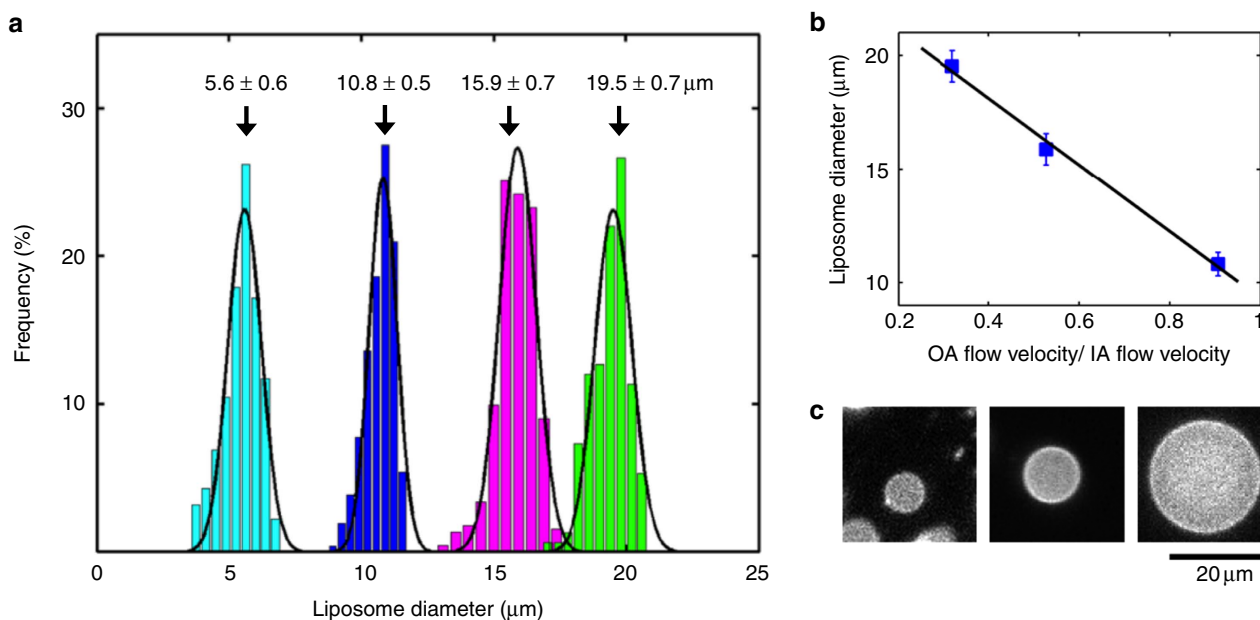 a
5.6 ± 0.6 10.8 ± 0.5 15.9 ± 0.7 19.5 ± 0.7 μm
30
20
10
Frequency (%)
0 5 10 15 20 25
Liposome diameter (μm)
b
20
15
10
Liposome diameter (μm)
0.2 0.4 0.6 0.8 1
OA flow velocity/ IA flow velocity
c
20 μm